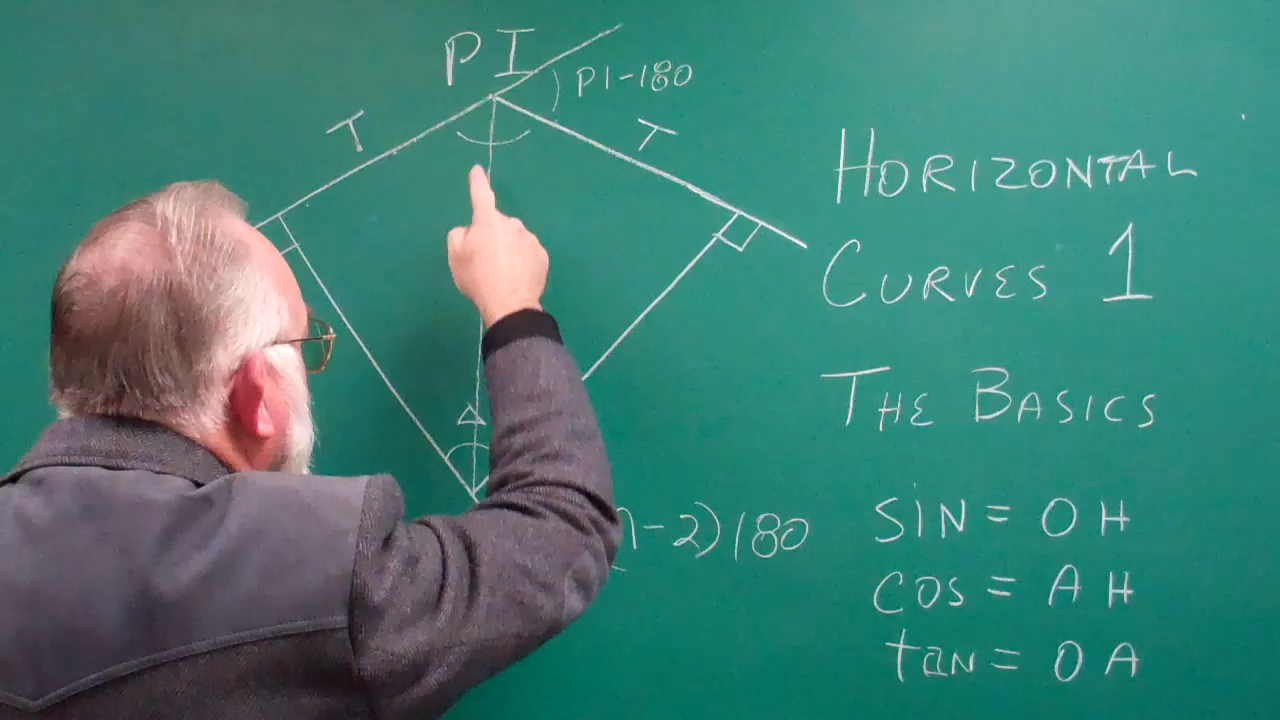 PI
PI-180
T
T
HORIZONTAL
CURVES 1
THE BASICS
Δ
-2)180
SIN = O H
COS = A H
tan = O A